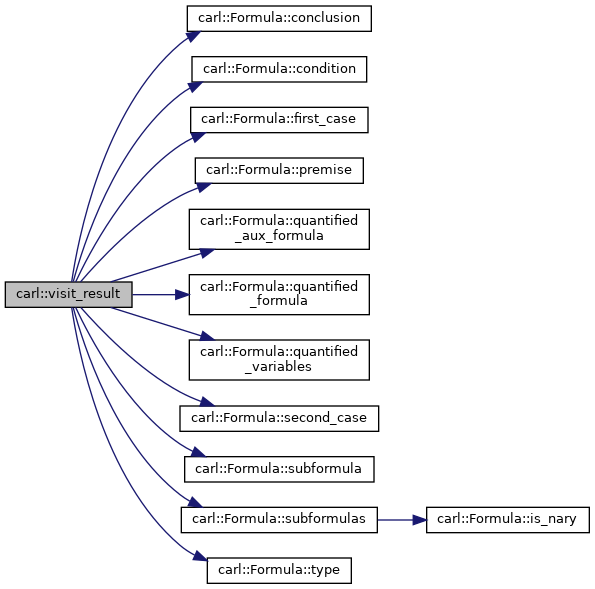 carl::Formula::conclusion
carl::Formula::condition
carl::Formula::first_case
carl::Formula::premise
carl::Formula::quantified
_aux_formula
carl::visit_result
carl::Formula::quantified
_formula
carl::Formula::quantified
_variables
carl::Formula::second_case
carl::Formula::subformula
carl::Formula::subformulas
carl::Formula::is_nary
carl::Formula::type